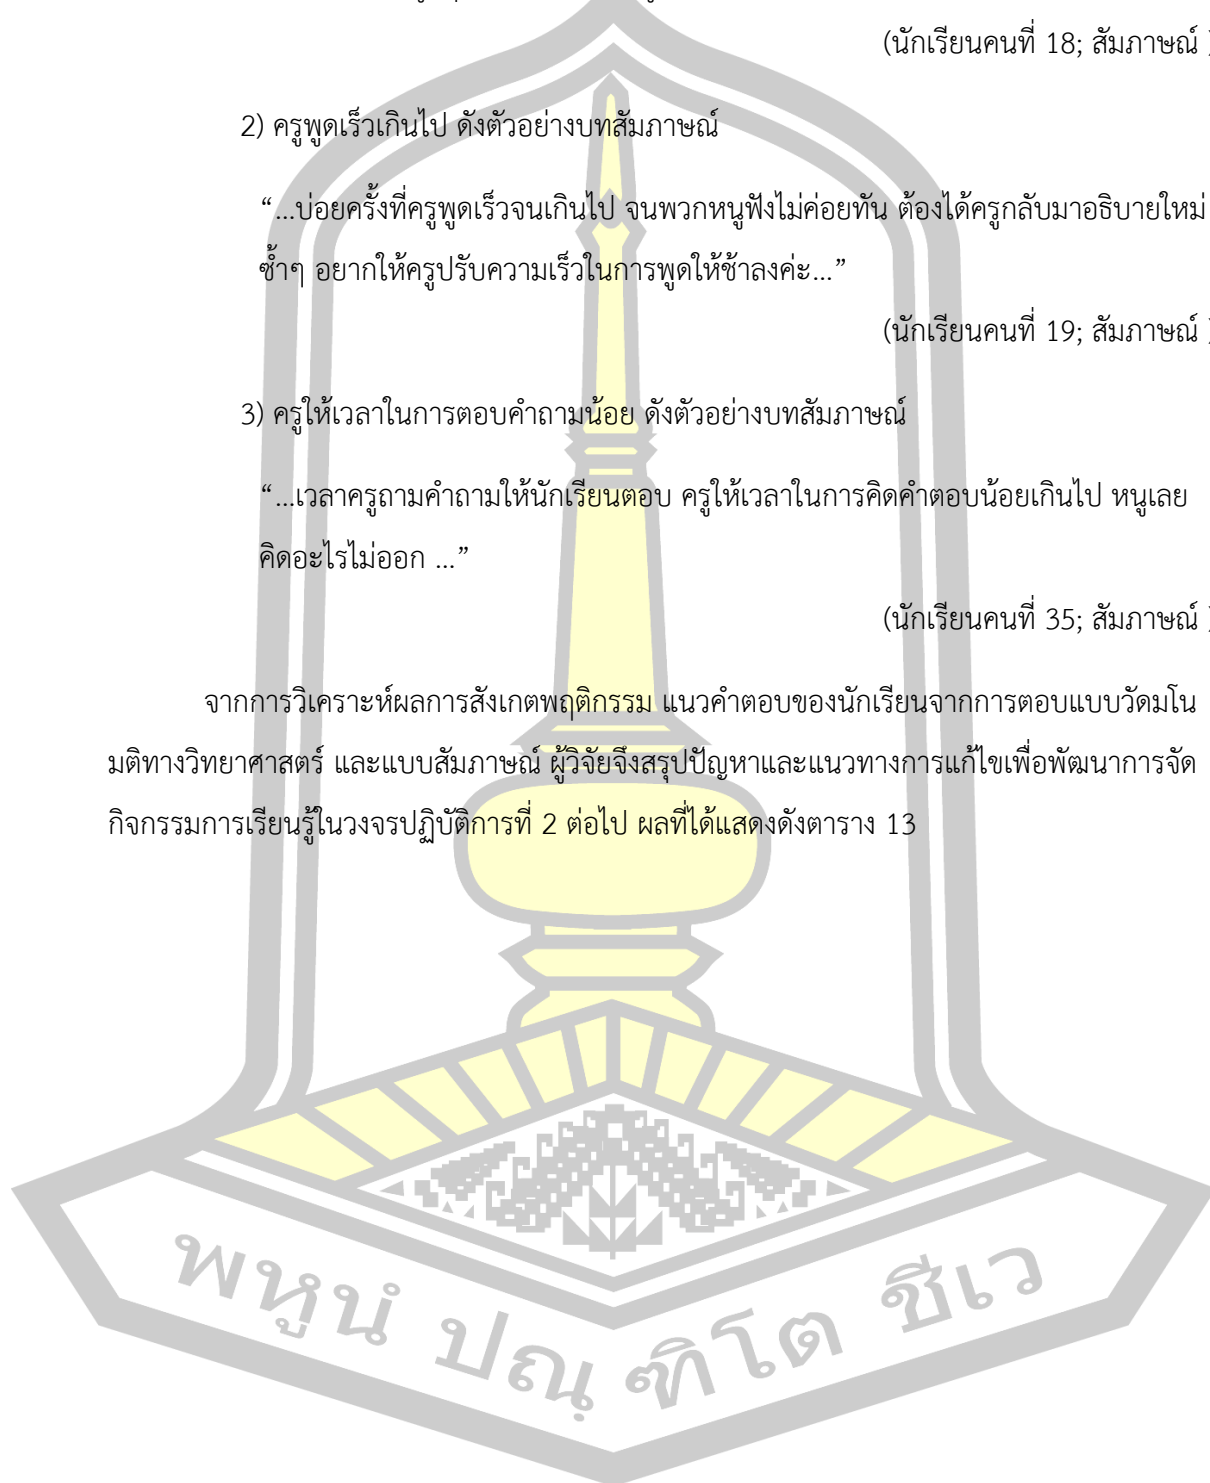 (นักเรียนคนที่ 18; สัมภาษณ์ )
2) ครูพูดเร็วเกินไป ดังตัวอย่างบทสัมภาษณ์
“...บ่อยครั้งที่ครูพูดเร็วจนเกินไป จนพวกหนูฟังไม่ค่อยทัน ต้องได้ครูกลับมาอธิบายใหม่
ซ้ำๆ อยากให้ครูปรับความเร็วในการพูดให้ช้าลงค่ะ...”
(นักเรียนคนที่ 19; สัมภาษณ์ )
3) ครูให้เวลาในการตอบคำถามน้อย ดังตัวอย่างบทสัมภาษณ์
“...เวลาครูถามคำถามให้นักเรียนตอบ ครูให้เวลาในการคิดคำตอบน้อยเกินไป หนูเลย
คิดอะไรไม่ออก ...”
(นักเรียนคนที่ 35; สัมภาษณ์ )
จากการวิเคราะห์ผลการสังเกตพฤติกรรม แนวคำตอบของนักเรียนจากการตอบแบบวัดมโน
มติทางวิทยาศาสตร์ และแบบสัมภาษณ์ ผู้วิจัยจึงสรุปปัญหาและแนวทางการแก้ไขเพื่อพัฒนาการจัด
กิจกรรมการเรียนรู้ในวงจรปฏิบัติการที่ 2 ต่อไป ผลที่ได้แสดงดังตาราง 13
พหูนํ ปณฺฑิโต ชีเว